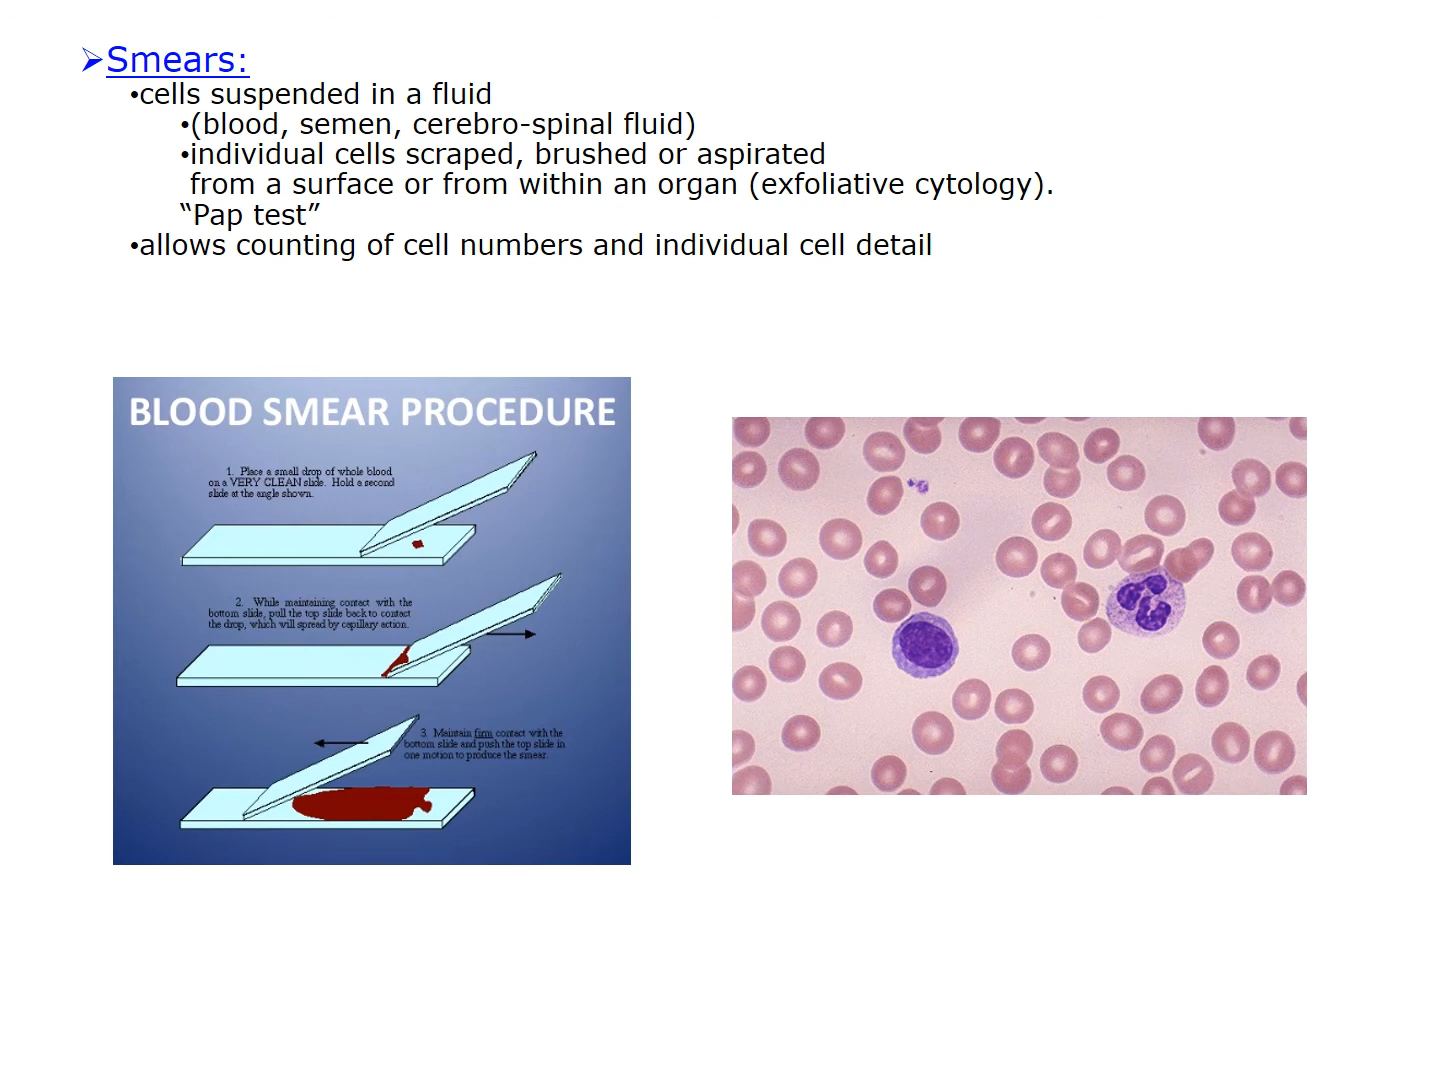 ➢Smears:
•cells suspended in a fluid
•(blood, semen, cerebro-spinal fluid)
•individual cells scraped, brushed or aspirated
from a surface or from within an organ (exfoliative cytology).
“Pap test”
•allows counting of cell numbers and individual cell detail
BLOOD SMEAR PROCEDURE
1. Place a small drop of whole blood
on a VERY CLEAN slide. Hold a second
slide at the angle shown.
2. While maintaining contact with the
bottom slide, pull the top slide back to contact
the drop, which will spread by capillary action.
3. Maintain firm contact with the
bottom slide and push the top slide in
one motion to produce the smear.